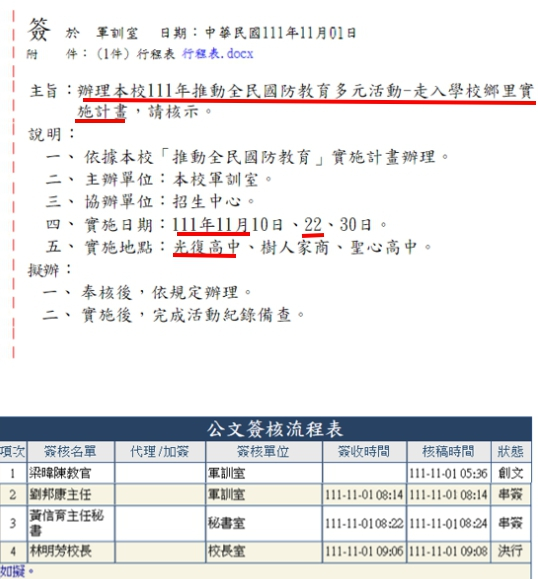 簽 於 軍訓室 日期：中華民國111年11月01日
附 件：(1件) 行程表 行程表.docx
主旨：辦理本校111年推動全民國防教育多元活動-走入學校鄉里實
施計畫，請核示。
說明：
一、依據本校「推動全民國防教育」實施計畫辦理。
二、主辦單位：本校軍訓室。
三、協辦單位：招生中心。
四、實施日期：111年11月10日、22、30日。
五、實施地點：光復高中、樹人家商、聖心高中。
擬辦：
一、奉核後，依規定辦理。
二、實施後，完成活動紀錄備查。
公文簽核流程表
項次 簽核名單 代理/加簽 簽核單位 簽收時間 核稿時間 狀態
1 梁暐陳教官 軍訓室 111-11-01 05:36 創文
2 劉邦康主任 軍訓室 111-11-01 08:14 111-11-01 08:14 串簽
3 黃信育主任秘
書 秘書室 111-11-01 08:22 111-11-01 08:24 串簽
4 林明芳校長 校長室 111-11-01 09:06 111-11-01 09:08 決行
如擬。